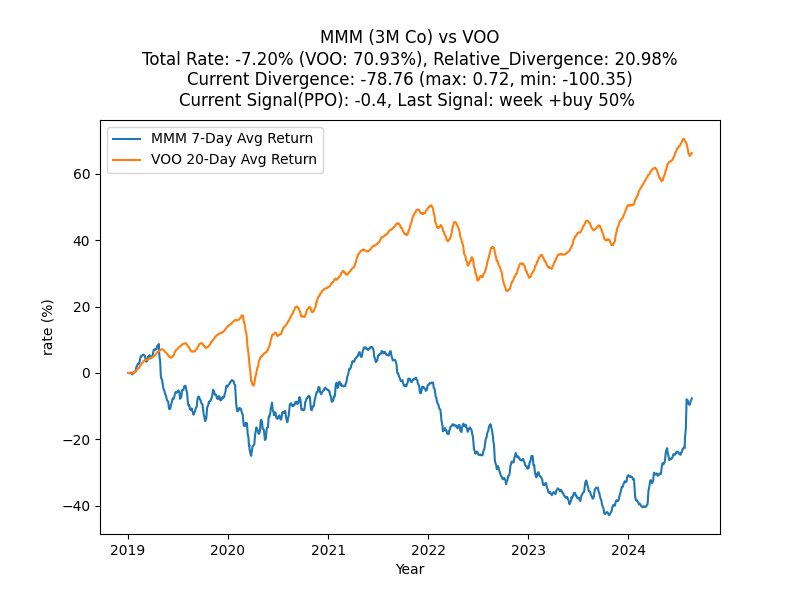 MMM (3M Co) vs VOO
Total Rate: -7.20% (VOO: 70.93%), Relative_Divergence: 20.98%
Current Divergence: -78.76 (max: 0.72, min: -100.35)
Current Signal(PPO): -0.4, Last Signal: week +buy 50%
MMM 7-Day Avg Return
VOO 20-Day Avg Return
60
40
20
0
−20
−40
rate (%)
2019
2020
2021
2022
2023
2024
Year